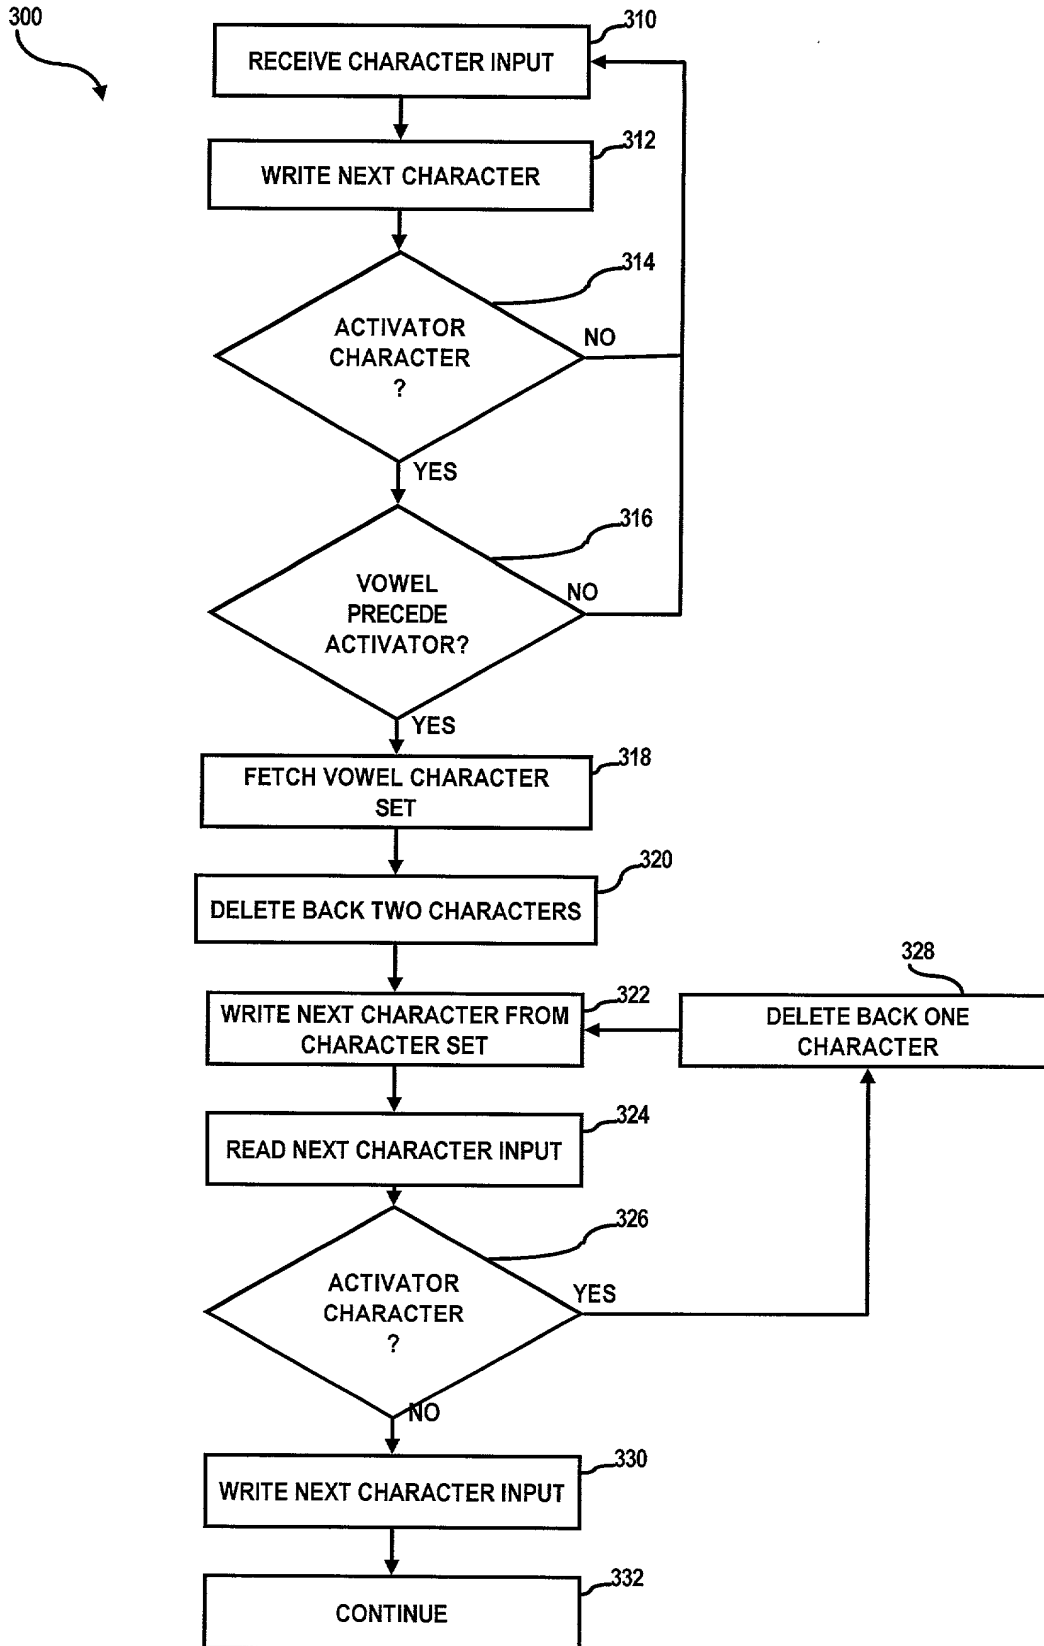 300
310
RECEIVE CHARACTER INPUT
312
WRITE NEXT CHARACTER
314
ACTIVATOR
CHARACTER
?
NO
YES
316
VOWEL
PRECEDE
ACTIVATOR?
NO
YES
318
FETCH VOWEL CHARACTER
SET
320
DELETE BACK TWO CHARACTERS
322
WRITE NEXT CHARACTER FROM
CHARACTER SET
328
DELETE BACK ONE
CHARACTER
324
READ NEXT CHARACTER INPUT
326
ACTIVATOR
CHARACTER
?
YES
NO
330
WRITE NEXT CHARACTER INPUT
332
CONTINUE